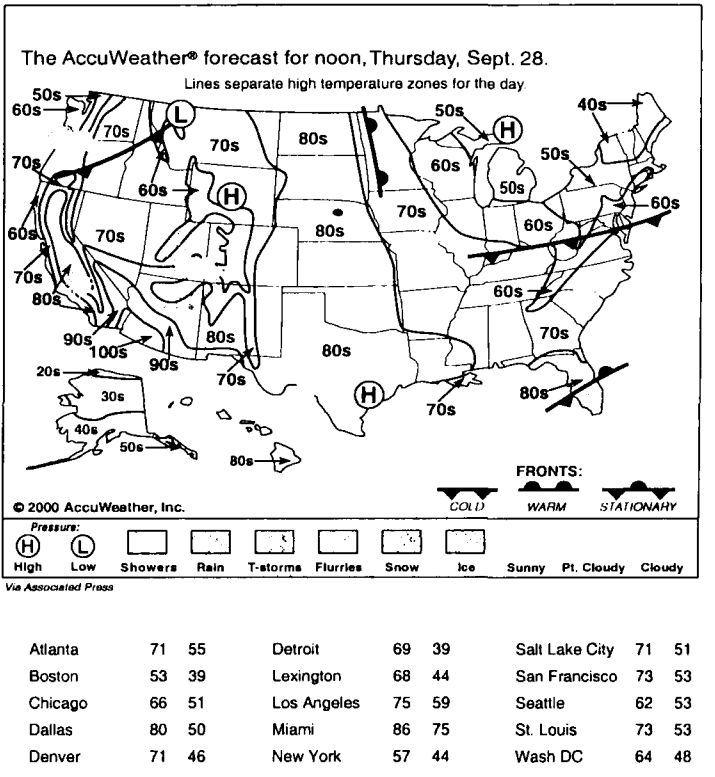 The AccuWeather® forecast for noon, Thursday, Sept. 28.
Lines separate high temperature zones for the day.
50s
60s
70s
L
70s
80s
50s
H
40s
60s
50s
50s
70s
60s
H
70s
60s
60s
70s
80s
60s
70s
60s
70s
80s
90s
100s
90s
80s
70s
80s
70s
80s
H
70s
20s
30s
40s
50s
80s
FRONTS:
COLD WARM STATIONARY
© 2000 AccuWeather, Inc.
Pressure:
H L
High Low Showers Rain T-storms Flurries Snow Ice Sunny Pt. Cloudy Cloudy
Via Associated Press
Atlanta 71 55 Detroit 69 39 Salt Lake City 71 51
Boston 53 39 Lexington 68 44 San Francisco 73 53
Chicago 66 51 Los Angeles 75 59 Seattle 62 53
Dallas 80 50 Miami 86 75 St. Louis 73 53
Denver 71 46 New York 57 44 Wash DC 64 48